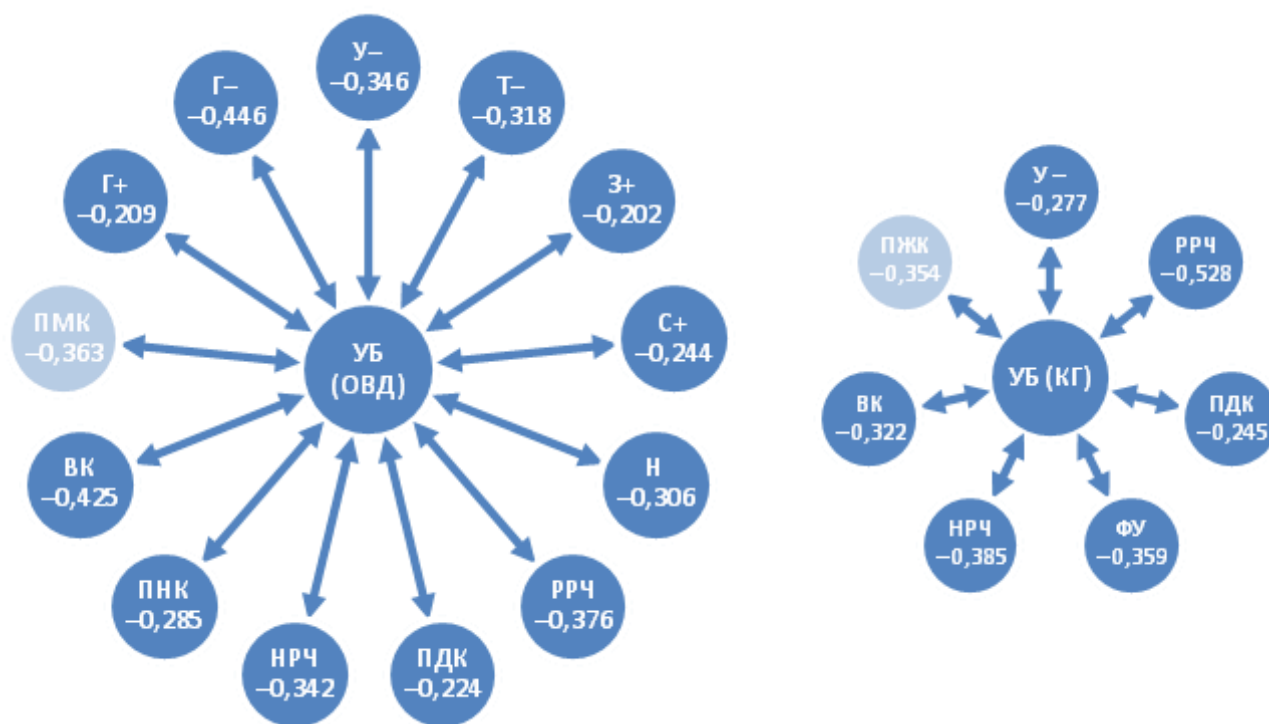 У–
–0,346
Т–
–0,318
З+
–0,202
С+
–0,244
Н
–0,306
РРЧ
–0,376
ПДК
–0,224
НРЧ
–0,342
ПНК
–0,285
ВК
–0,425
ПМК
–0,363
Г+
–0,209
Г–
–0,446
УБ
(ОВД)
У –
–0,277
РРЧ
–0,528
ПДК
–0,245
ФУ
–0,359
НРЧ
–0,385
ВК
–0,322
ПЖК
–0,354
УБ (КГ)